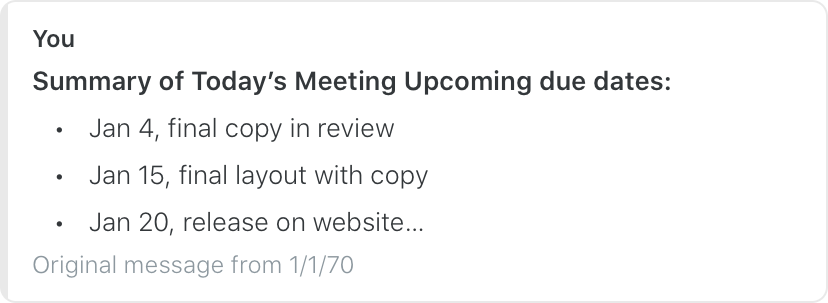 You
Summary of Today’s Meeting Upcoming due dates:
• Jan 4, final copy in review
• Jan 15, final layout with copy
• Jan 20, release on website...
Original message from 1/1/70